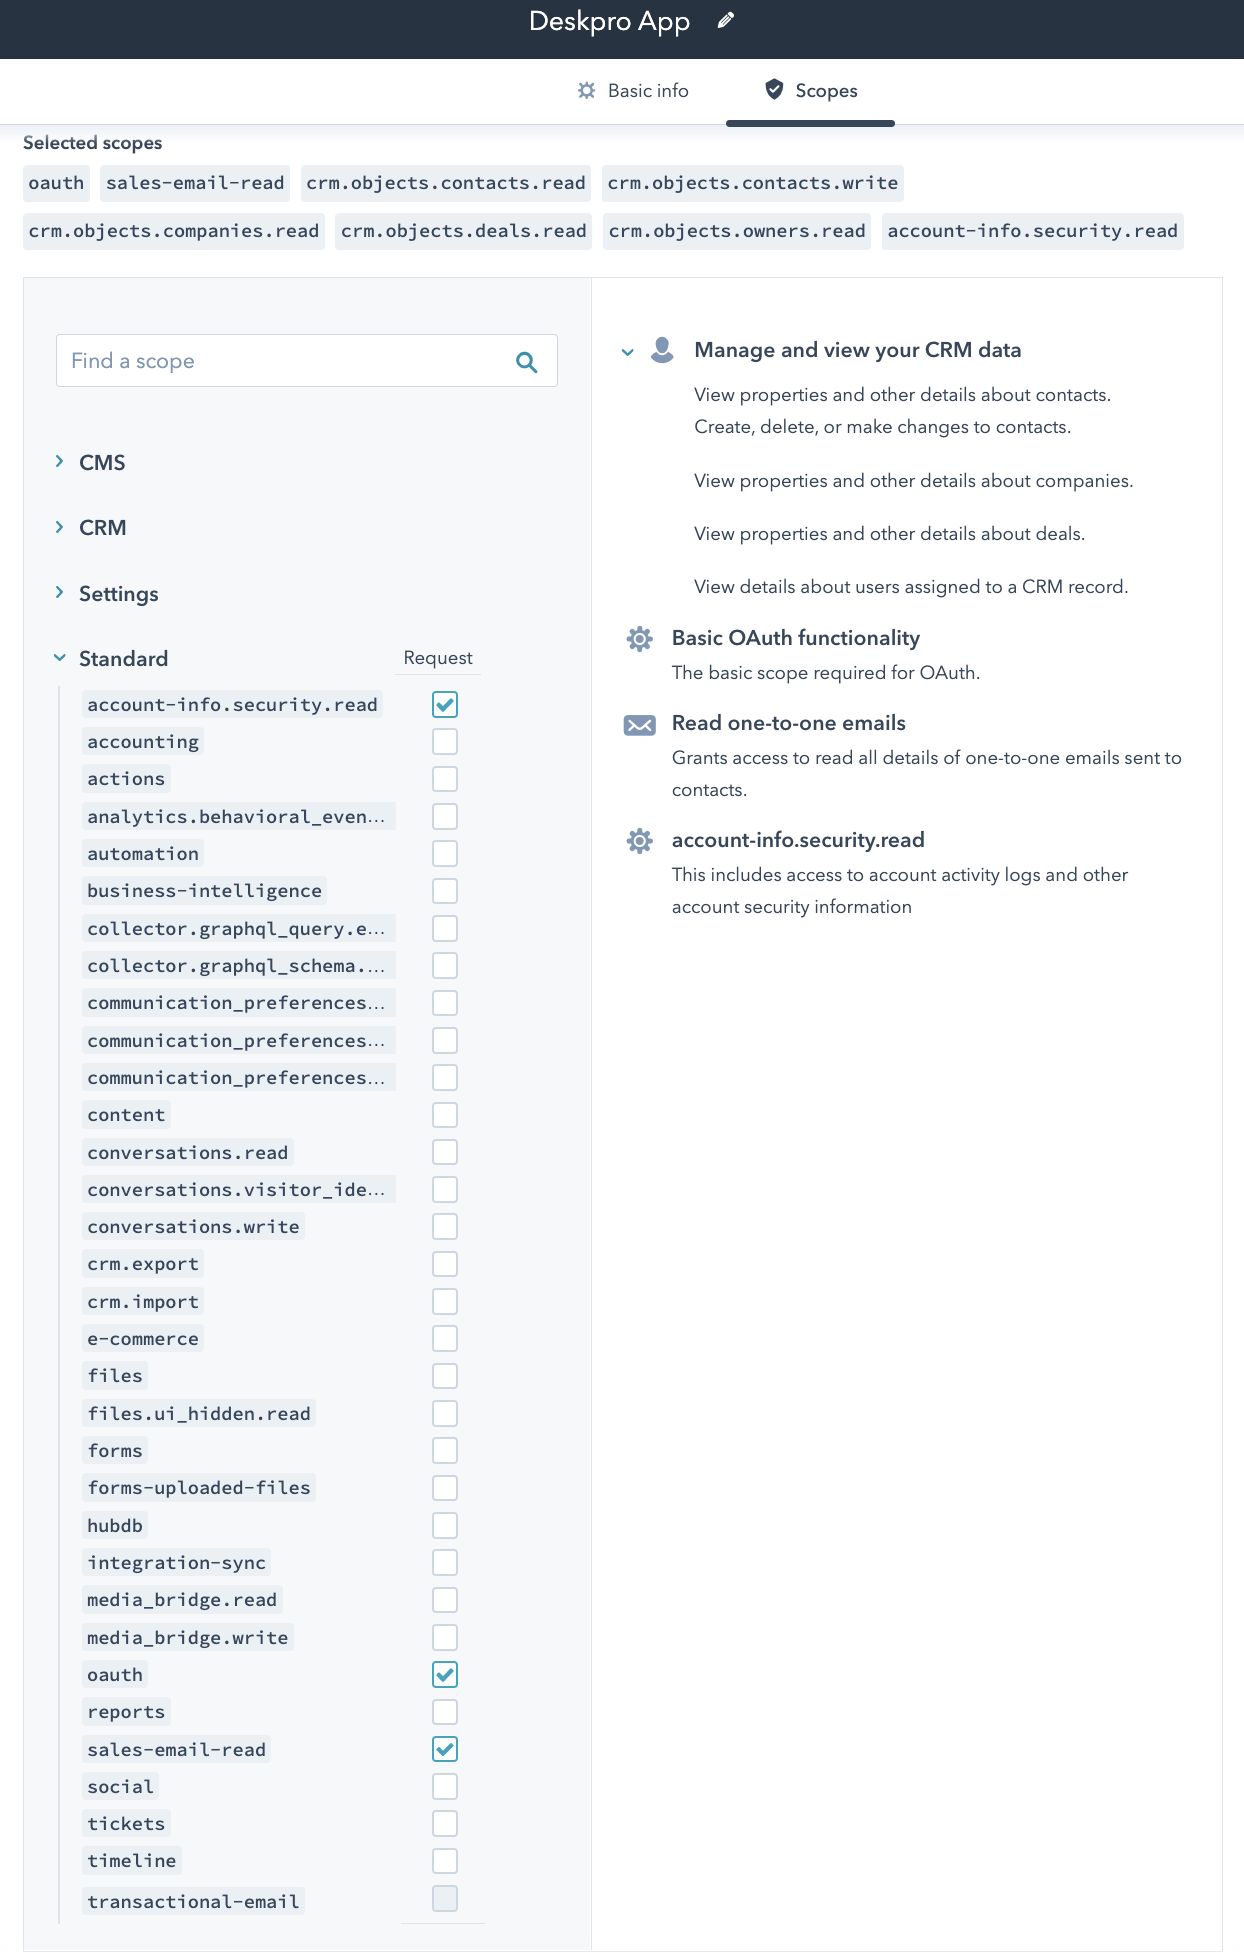 Deskpro App
Basic info
Scopes
Selected scopes
oauth sales-email-read crm.objects.contacts.read crm.objects.contacts.write
crm.objects.companies.read crm.objects.deals.read crm.objects.owners.read account-info.security.read
Find a scope
CMS
CRM
Settings
Standard Request
account-info.security.read
accounting
actions
analytics.behavioral_even...
automation
business-intelligence
collector.graphql_query.e...
collector.graphql_schema....
communication_preferences...
communication_preferences...
communication_preferences...
content
conversations.read
conversations.visitor_ide...
conversations.write
crm.export
crm.import
e-commerce
files
files.ui_hidden.read
forms
forms-uploaded-files
hubdb
integration-sync
media_bridge.read
media_bridge.write
oauth
reports
sales-email-read
social
tickets
timeline
transactional-email
Manage and view your CRM data
View properties and other details about contacts.
Create, delete, or make changes to contacts.
View properties and other details about companies.
View properties and other details about deals.
View details about users assigned to a CRM record.
Basic OAuth functionality
The basic scope required for OAuth.
Read one-to-one emails
Grants access to read all details of one-to-one emails sent to
contacts.
account-info.security.read
This includes access to account activity logs and other
account security information